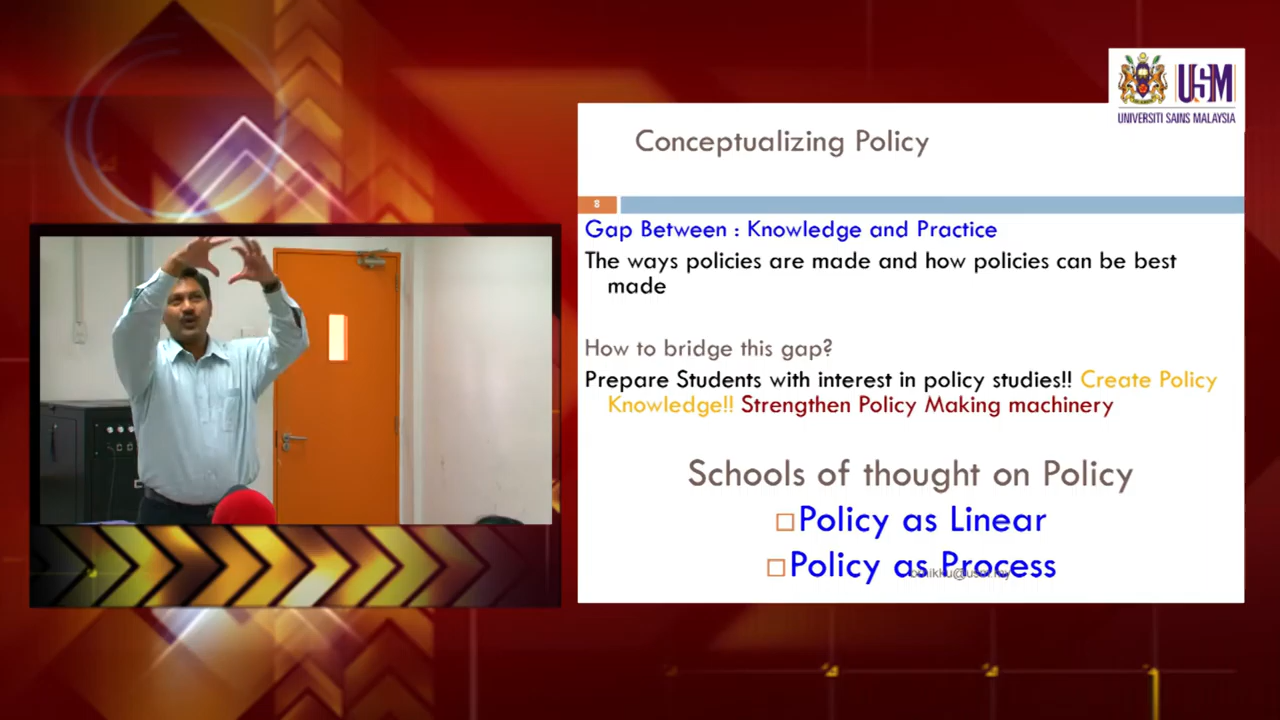 USM
UNIVERSITI SAINS MALAYSIA
Conceptualizing Policy
8
Gap Between : Knowledge and Practice
The ways policies are made and how policies can be best
made
How to bridge this gap?
Prepare Students with interest in policy studies!! Create Policy
Knowledge!! Strengthen Policy Making machinery
Schools of thought on Policy
Policy as Linear
Policy as Process